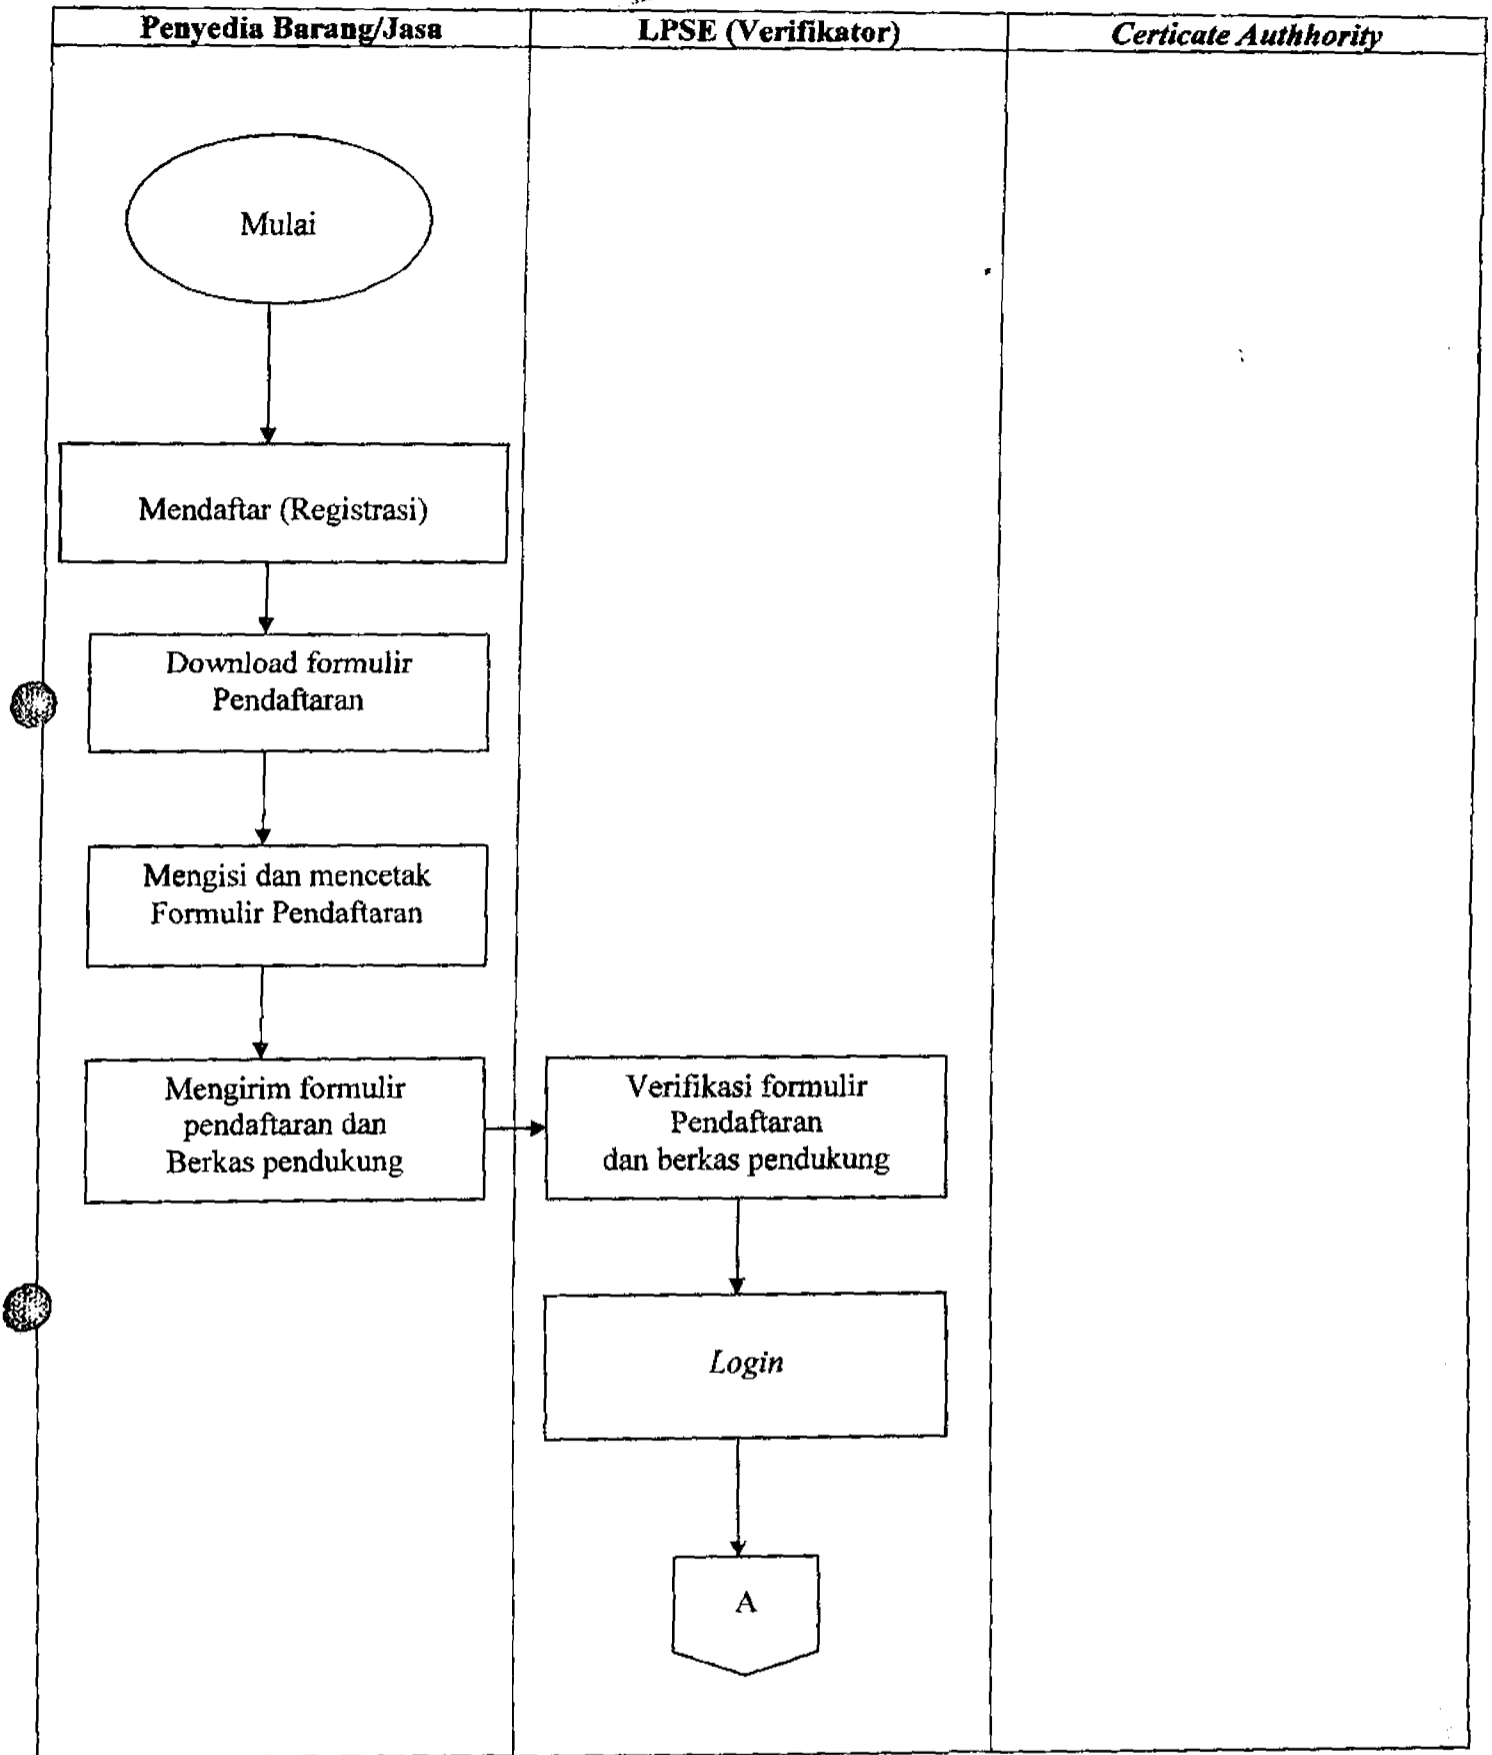 Penyedia Barang/Jasa
LPSE (Verifikator)
Certicate Authhority
Mulai
Mendaftar (Registrasi)
Download formulir
Pendaftaran
Mengisi dan mencetak
Formulir Pendaftaran
Mengirim formulir
pendaftaran dan
Berkas pendukung
Verifikasi formulir
Pendaftaran
dan berkas pendukung
Login
A